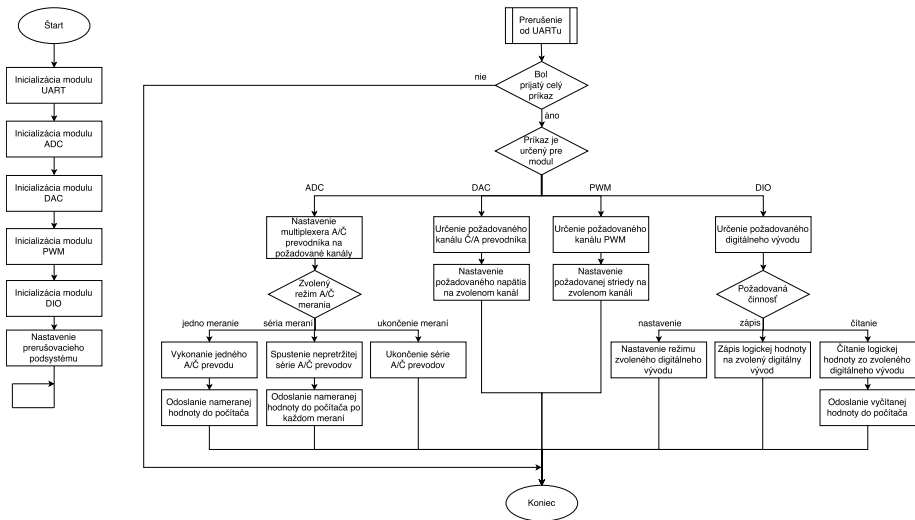 Štart
Inicializácia modulu
UART
Inicializácia modulu
ADC
Inicializácia modulu
DAC
Inicializácia modulu
PWM
Inicializácia modulu
DIO
Nastavenie
prerušovacieho
podsystému
Prerušenie
od UARTu
nie
Bol
prijatý celý
príkaz
áno
Príkaz je
určený pre
modul
ADC
DAC
PWM
DIO
Nastavenie
multiplexera A/Č
prevodníka na
požadované kanály
Určenie požadovaného
kanálu Č/A prevodníka
Určenie požadovaného
kanálu PWM
Určenie požadovaného
digitálneho vývodu
Zvolený
režim A/Č
merania
Nastavenie
požadovaného napätia
na zvolenom kanál
Nastavenie
požadovanej striedy na
zvolenom kanáli
Požadovaná
činnosť
jedno meranie
séria meraní
ukončenie meraní
nastavenie
zápis
čítanie
Vykonanie jedného
A/Č prevodu
Spustenie nepretržitej
série A/Č prevodov
Ukončenie série
A/Č prevodov
Nastavenie režimu
zvoleného digitálneho
vývodu
Zápis logickej hodnoty
na zvolený digitálny
vývod
Čítanie logickej
hodnoty zo zvoleného
digitálneho vývodu
Odoslanie nameranej
hodnoty do počítača
Odoslanie nameranej
hodnoty do počítača po
každom meraní
Odoslanie vyčítanej
hodnoty do počítača
Koniec